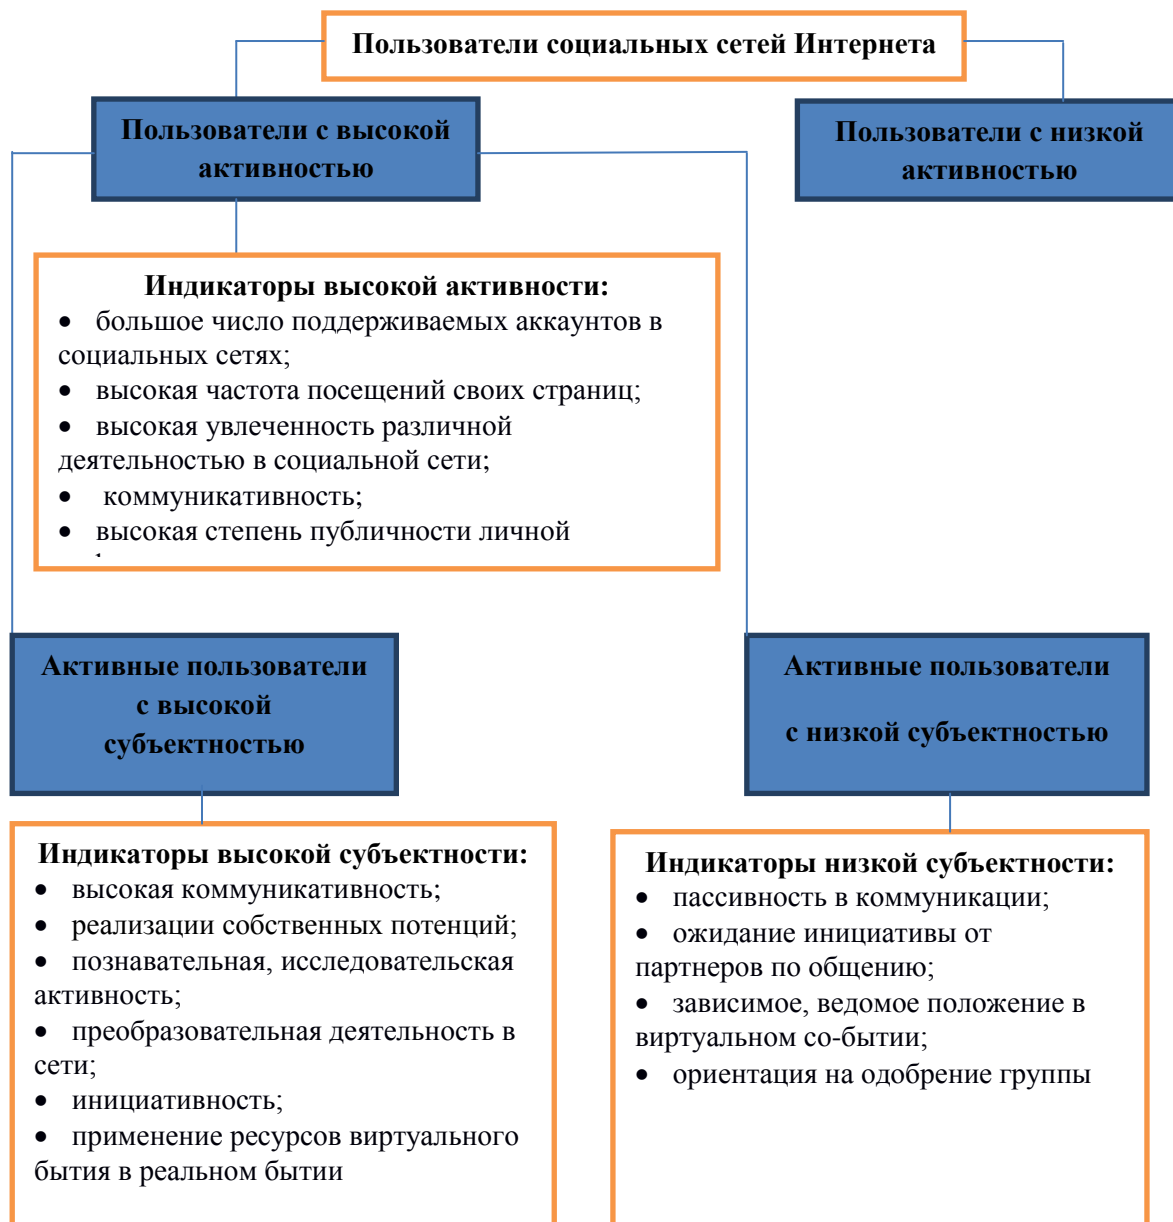 Пользователи социальных сетей Интернета
Пользователи с высокой
активностью
Пользователи с низкой
активностью
Индикаторы высокой активности:
• большое число поддерживаемых аккаунтов в
социальных сетях;
• высокая частота посещений своих страниц;
• высокая увлеченность различной
деятельностью в социальной сети;
• коммуникативность;
• высокая степень публичности личной
Активные пользователи
с высокой
субъектностью
Активные пользователи
с низкой субъектностью
Индикаторы высокой субъектности:
• высокая коммуникативность;
• реализации собственных потенций;
• познавательная, исследовательская
активность;
• преобразовательная деятельность в
сети;
• инициативность;
• применение ресурсов виртуального
бытия в реальном бытии
Индикаторы низкой субъектности:
• пассивность в коммуникации;
• ожидание инициативы от
партнеров по общению;
• зависимое, ведомое положение в
виртуальном со-бытии;
• ориентация на одобрение группы